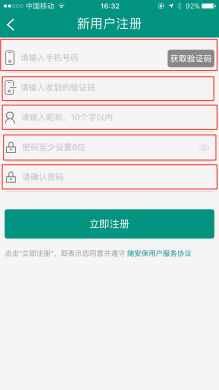 中国移动 16:32 92%
新用户注册
请输入手机号码 获取验证码
请输入收到的验证码
请输入昵称，10个字以内
密码至少设置6位
请确认密码
立即注册
点击“立即注册”，即表示您同意并遵守 随安保用户服务协议